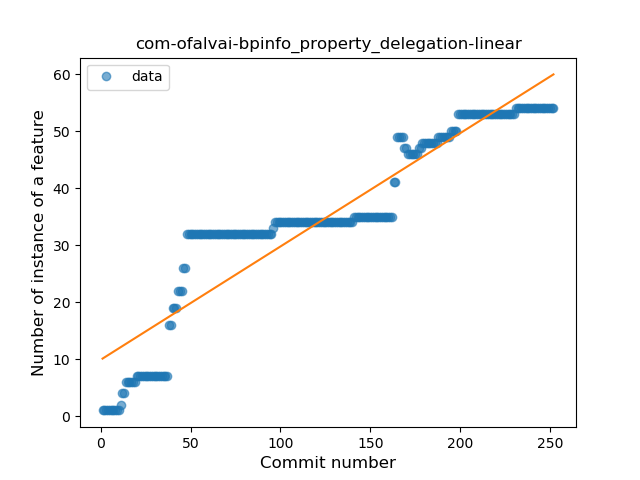 com-ofalvai-bpinfo_property_delegation-linear
data
Number of instance of a feature
60
50
40
30
20
10
0
0 50 100 150 200 250
Commit number